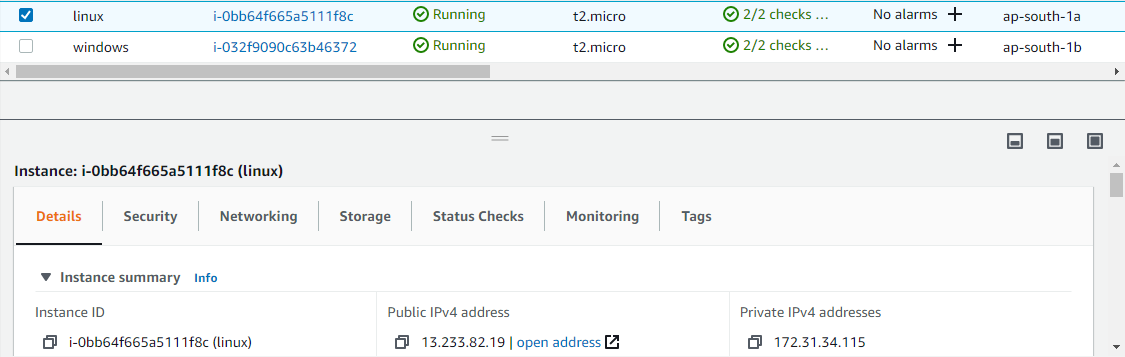 linux i-0bb64f665a5111f8c Running t2.micro 2/2 checks … No alarms + ap-south-1a
windows i-032f9090c63b46372 Running t2.micro 2/2 checks … No alarms + ap-south-1b
Instance: i-0bb64f665a5111f8c (linux)
Details Security Networking Storage Status Checks Monitoring Tags
Instance summary Info
Instance ID Public IPv4 address Private IPv4 addresses
i-0bb64f665a5111f8c (linux) 13.233.82.19 | open address 172.31.34.115